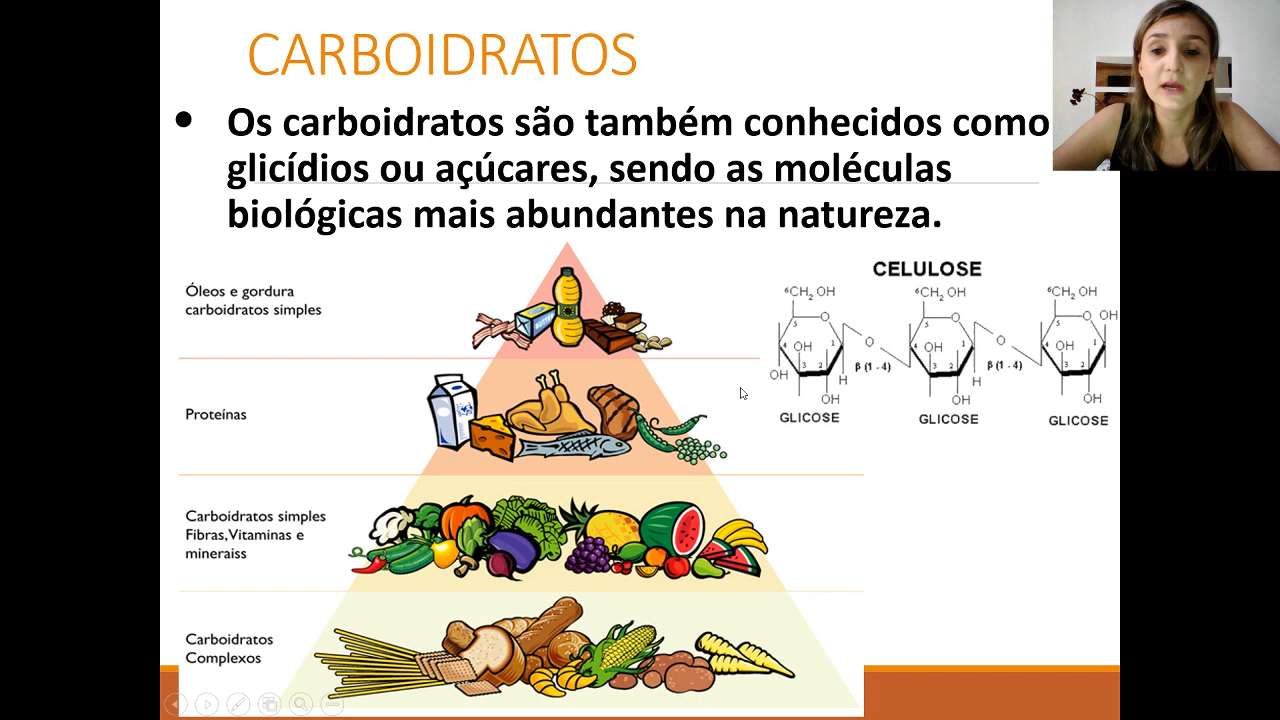 CARBOIDRATOS
• Os carboidratos são também conhecidos como
glicídios ou açúcares, sendo as moléculas
biológicas mais abundantes na natureza.
Óleos e gordura
carboidratos simples
Proteínas
Carboidratos simples
Fibras,Vitaminas e
mineraiss
Carboidratos
Complexos
CELULOSE
⁶CH₂ OH ⁶CH₂ OH ⁶CH₂ OH
5 O 5 O 5 O OH
4 OH 1 O 4 OH 1 O 4 OH 1
OH 3 2 H β (1 - 4) 3 2 H β (1 - 4) 3 2
OH OH OH
GLICOSE GLICOSE GLICOSE